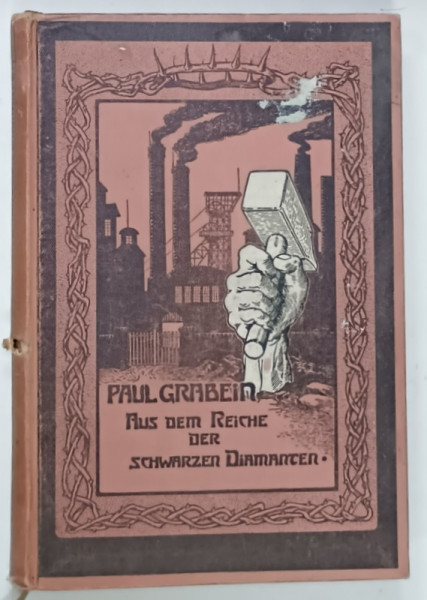 PAUL GRABEIN
AUS DEM REICHE
DER
SCHWARZEN DIAMANTEN.